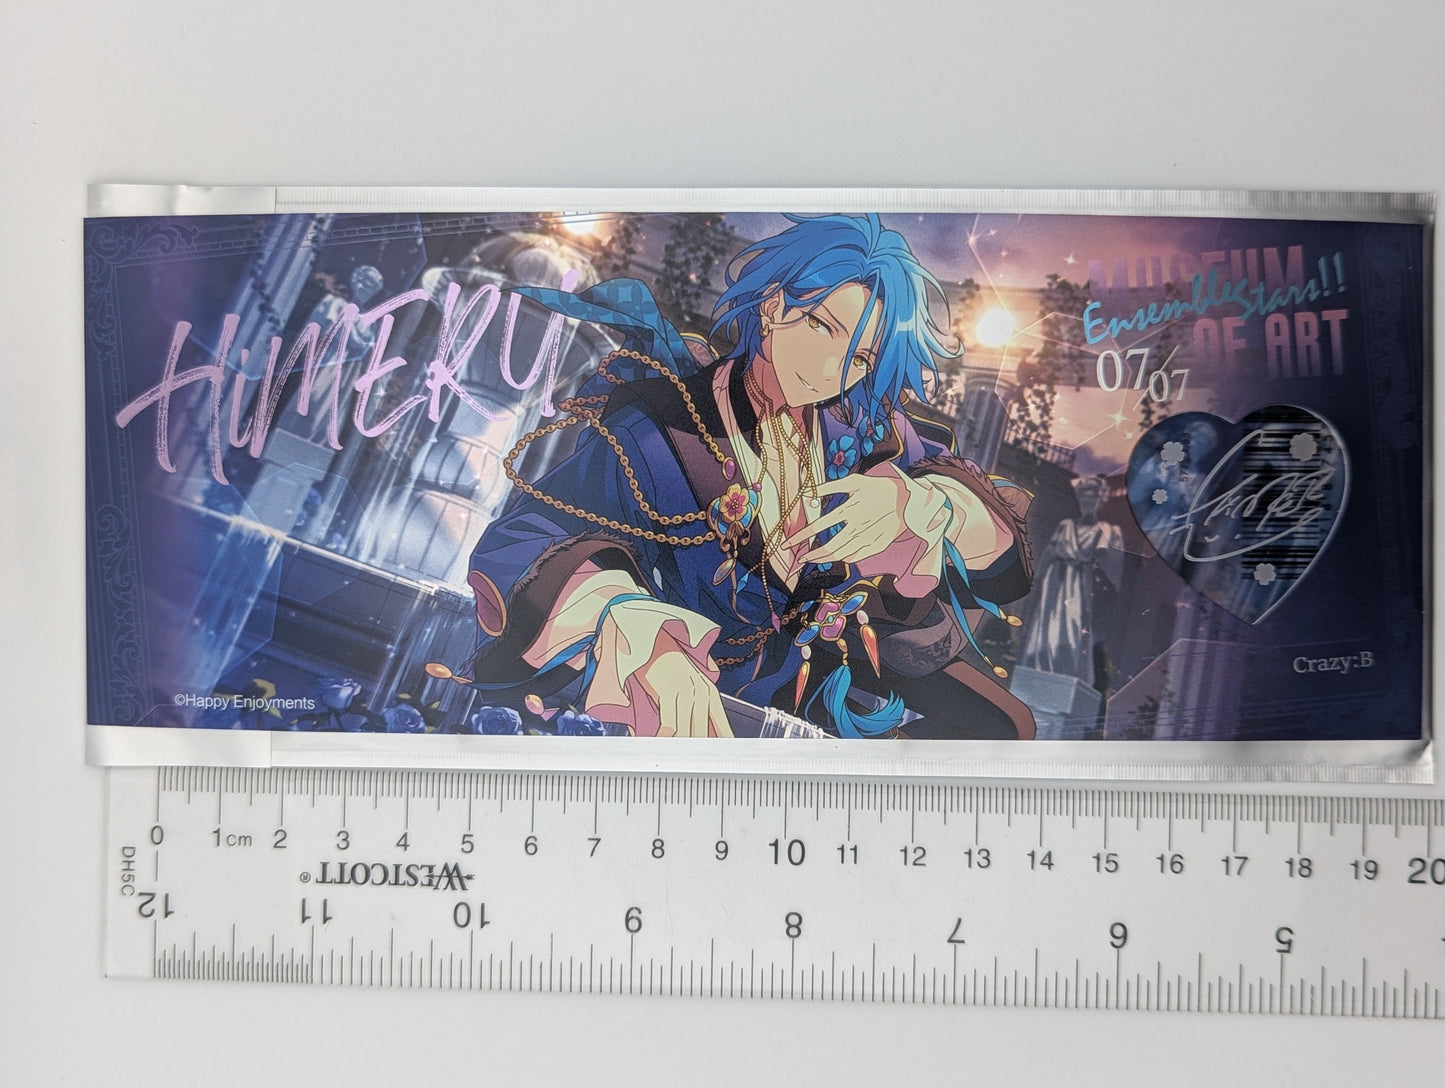 HiMERU
MUSEUM
EnsembleStars!!
OF ART
07/07
Crazy:B
©Happy Enjoyments
0 1cm 2 3 4 5 6 7 8 9 10 11 12 13 14 15 16 17 18 19 20
DH5C
WESTCOTT®
12 11 10 9 8 7 6 5